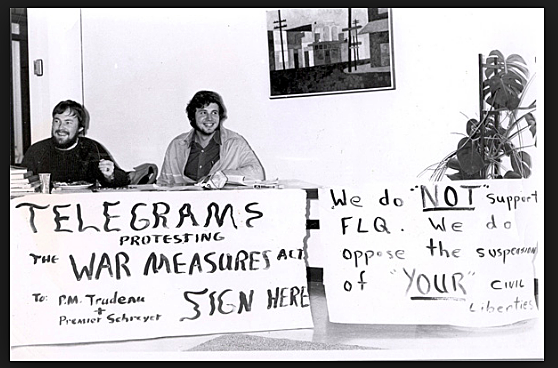 TELEGRAMS
PROTESTING
THE WAR MEASURES ACT
To: P.M. Trudeau
+
Premier Schreyer
SIGN HERE
We do "NOT" support
FLQ. We do
oppose the suspension
of "YOUR" CIVIL
Liberties